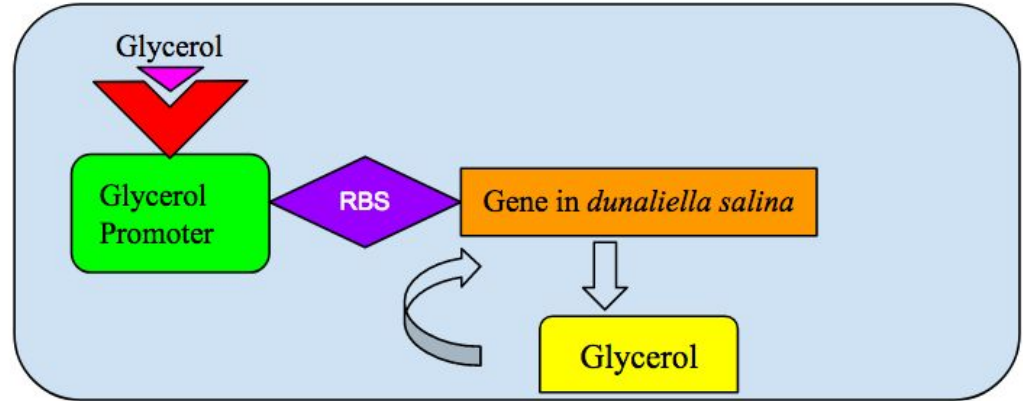 Glycerol
Glycerol
Promoter
RBS
Gene in dunaliella salina
Glycerol